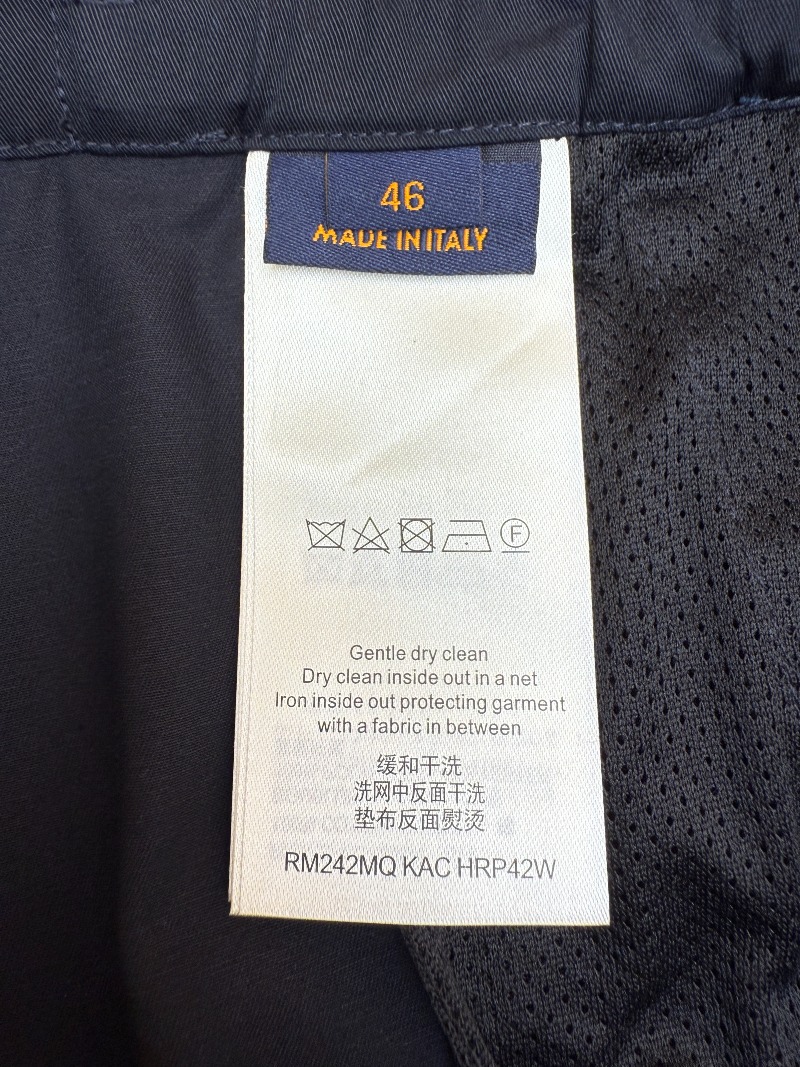 46
MADE IN ITALY
F
Gentle dry clean
Dry clean inside out in a net
Iron inside out protecting garment
with a fabric in between
缓和干洗
洗网中反面干洗
垫布反面熨烫
RM242MQ KAC HRP42W